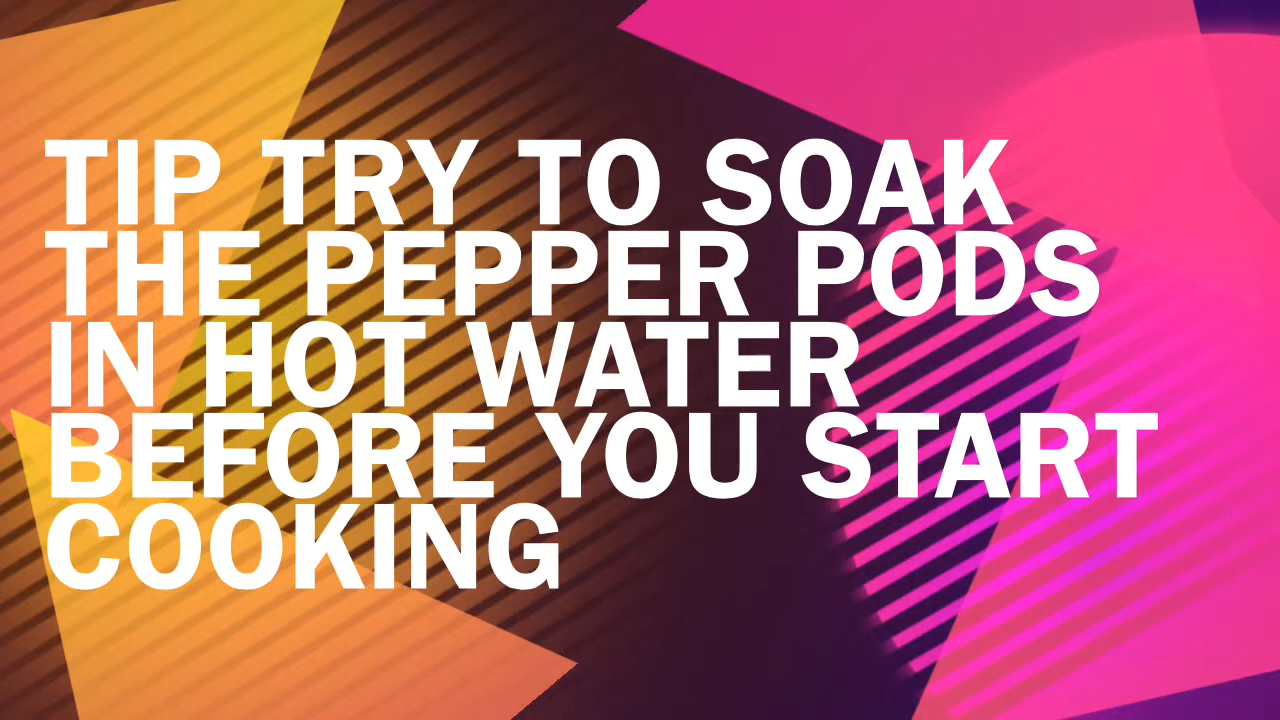 TIP TRY TO SOAK
THE PEPPER PODS
IN HOT WATER
BEFORE YOU START
COOKING